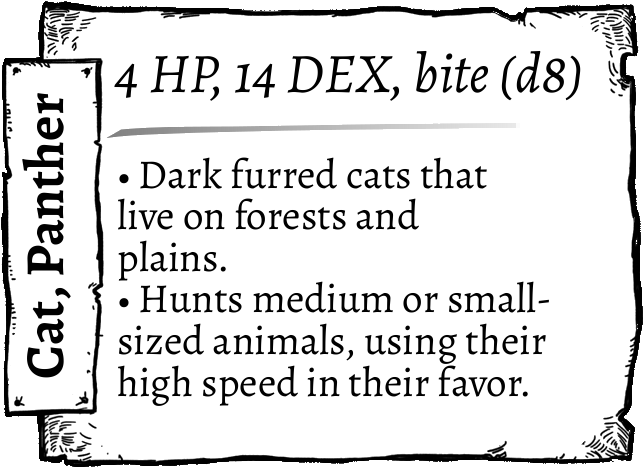 Cat, Panther
4 HP, 14 DEX, bite (d8)
• Dark furred cats that
live on forests and
plains.
• Hunts medium or small-
sized animals, using their
high speed in their favor.